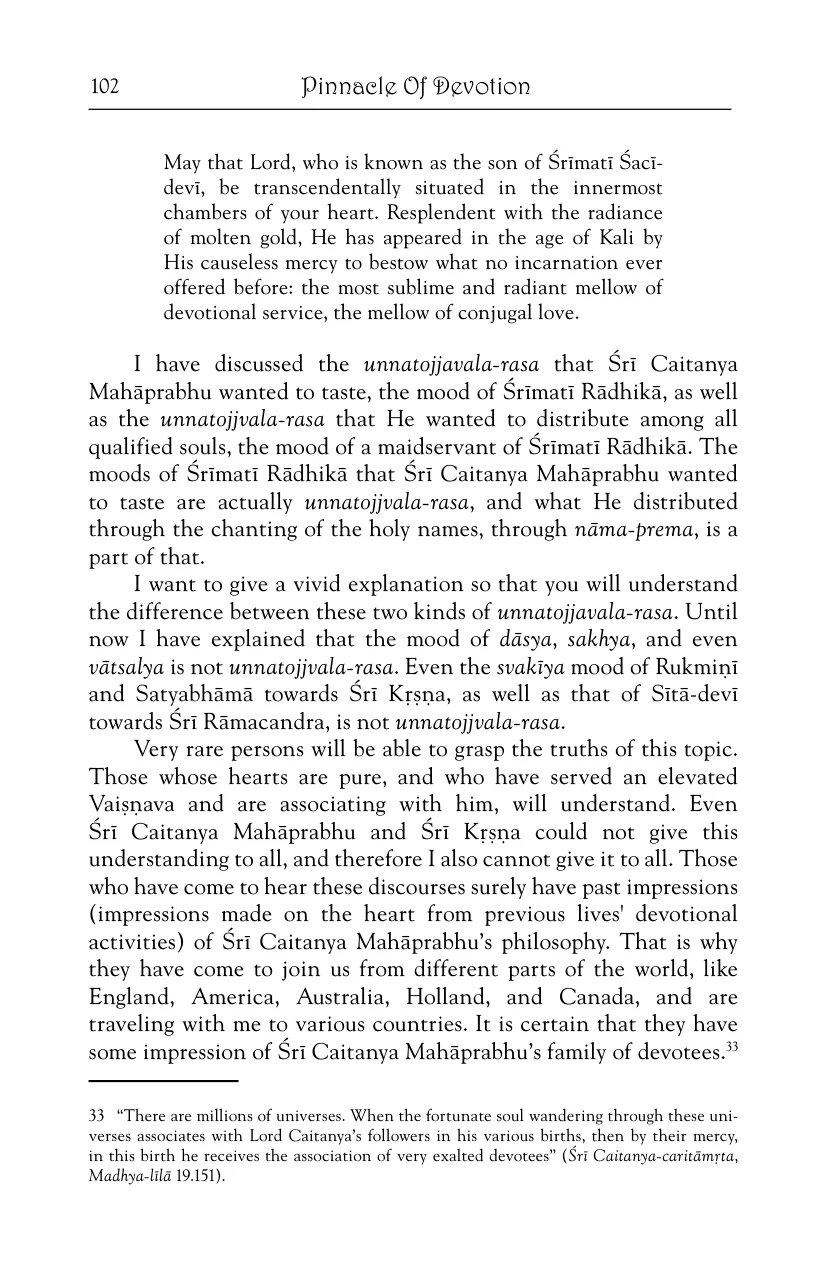 102 Pinnacle Of Devotion
May that Lord, who is known as the son of Śrīmatī Śacī-
devī, be transcendentally situated in the innermost
chambers of your heart. Resplendent with the radiance
of molten gold, He has appeared in the age of Kali by
His causeless mercy to bestow what no incarnation ever
offered before: the most sublime and radiant mellow of
devotional service, the mellow of conjugal love.
I have discussed the unnatojjavala-rasa that Śrī Caitanya
Mahāprabhu wanted to taste, the mood of Śrīmatī Rādhikā, as well
as the unnatojjvala-rasa that He wanted to distribute among all
qualified souls, the mood of a maidservant of Śrīmatī Rādhikā. The
moods of Śrīmatī Rādhikā that Śrī Caitanya Mahāprabhu wanted
to taste are actually unnatojjvala-rasa, and what He distributed
through the chanting of the holy names, through nāma-prema, is a
part of that.
I want to give a vivid explanation so that you will understand
the difference between these two kinds of unnatojjavala-rasa. Until
now I have explained that the mood of dāsya, sakhya, and even
vātsalya is not unnatojjvala-rasa. Even the svakīya mood of Rukmiṇī
and Satyabhāmā towards Śrī Kṛṣṇa, as well as that of Sītā-devī
towards Śrī Rāmacandra, is not unnatojjvala-rasa.
Very rare persons will be able to grasp the truths of this topic.
Those whose hearts are pure, and who have served an elevated
Vaiṣṇava and are associating with him, will understand. Even
Śrī Caitanya Mahāprabhu and Śrī Kṛṣṇa could not give this
understanding to all, and therefore I also cannot give it to all. Those
who have come to hear these discourses surely have past impressions
(impressions made on the heart from previous lives' devotional
activities) of Śrī Caitanya Mahāprabhu’s philosophy. That is why
they have come to join us from different parts of the world, like
England, America, Australia, Holland, and Canada, and are
traveling with me to various countries. It is certain that they have
some impression of Śrī Caitanya Mahāprabhu’s family of devotees.33
33 “There are millions of universes. When the fortunate soul wandering through these uni-
verses associates with Lord Caitanya’s followers in his various births, then by their mercy,
in this birth he receives the association of very exalted devotees” (Śrī Caitanya-caritāmṛta,
Madhya-līlā 19.151).